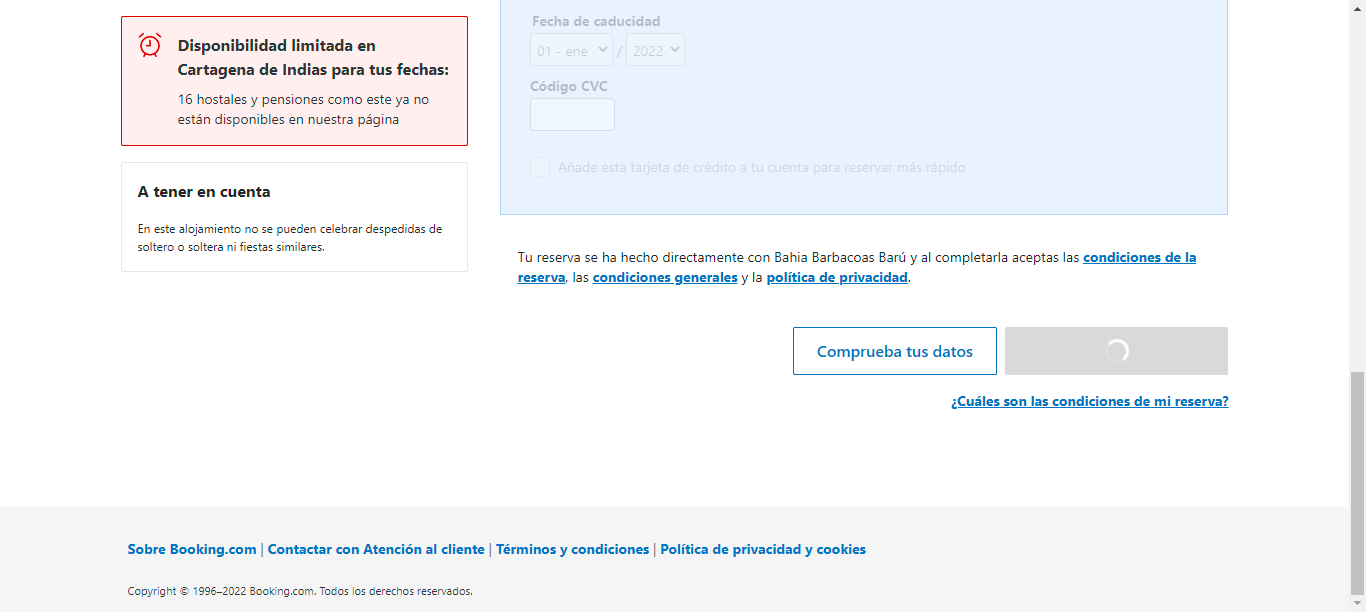 Disponibilidad limitada en
Cartagena de Indias para tus fechas:
16 hostales y pensiones como este ya no
están disponibles en nuestra página
A tener en cuenta
En este alojamiento no se pueden celebrar despedidas de
soltero o soltera ni fiestas similares.
Fecha de caducidad
01 - ene / 2022
Código CVC
Añade esta tarjeta de crédito a tu cuenta para reservar más rápido
Tu reserva se ha hecho directamente con Bahia Barbacoas Barú y al completarla aceptas las condiciones de la
reserva, las condiciones generales y la política de privacidad.
Comprueba tus datos
¿Cuáles son las condiciones de mi reserva?
Sobre Booking.com | Contactar con Atención al cliente | Términos y condiciones | Política de privacidad y cookies
Copyright © 1996–2022 Booking.com. Todos los derechos reservados.